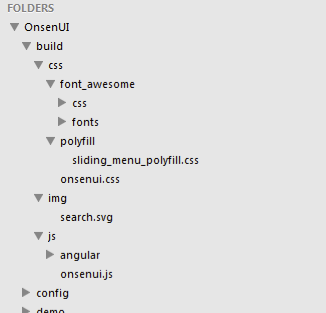 FOLDERS
OnsenUI
build
css
font_awesome
css
fonts
polyfill
sliding_menu_polyfill.css
onsenui.css
img
search.svg
js
angular
onsenui.js
config
demo